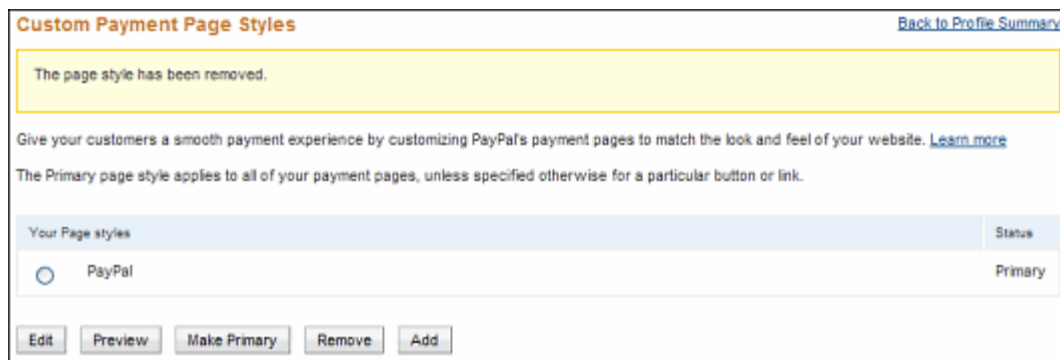 Custom Payment Page Styles
Back to Profile Summary
The page style has been removed.
Give your customers a smooth payment experience by customizing PayPal's payment pages to match the look and feel of your website. Learn more
The Primary page style applies to all of your payment pages, unless specified otherwise for a particular button or link.
Your Page styles Status
PayPal Primary
Edit Preview Make Primary Remove Add